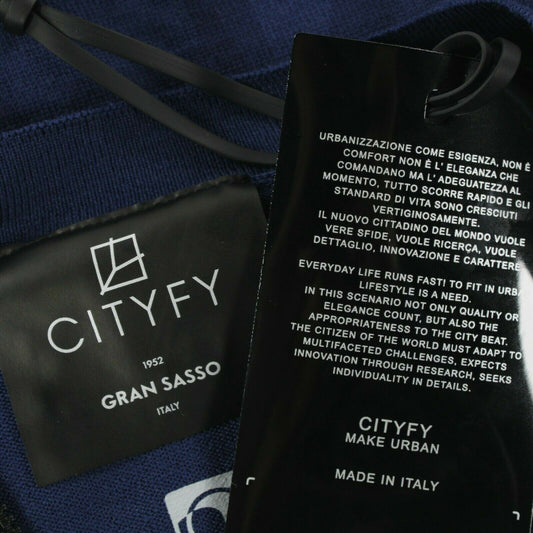 CITYFY
1952
GRAN SASSO
ITALY
URBANIZZAZIONE COME ESIGENZA, NON È
COMFORT NON È L' ELEGANZA CHE
COMANDANO MA L' ADEGUATEZZA AL
MOMENTO, TUTTO SCORRE RAPIDO E GLI
STANDARD DI VITA SONO CRESCIUTI
VERTIGINOSAMENTE.
IL NUOVO CITTADINO DEL MONDO VUOLE
VERE SFIDE, VUOLE RICERÇA, VUOLE
DETTAGLIO, INNOVAZIONE E CARATTERE
EVERYDAY LIFE RUNS FAST! TO FIT IN URBA
LIFESTYLE IS A NEED.
IN THIS SCENARIO NOT ONLY QUALITY OR
ELEGANCE COUNT, BUT ALSO THE
APPROPRIATENESS TO THE CITY BEAT.
THE CITIZEN OF THE WORLD MUST ADAPT TO
MULTIFACETED CHALLENGES, EXPECTS
INNOVATION THROUGH RESEARCH, SEEKS
INDIVIDUALITY IN DETAILS.
CITYFY
MAKE URBAN
MADE IN ITALY